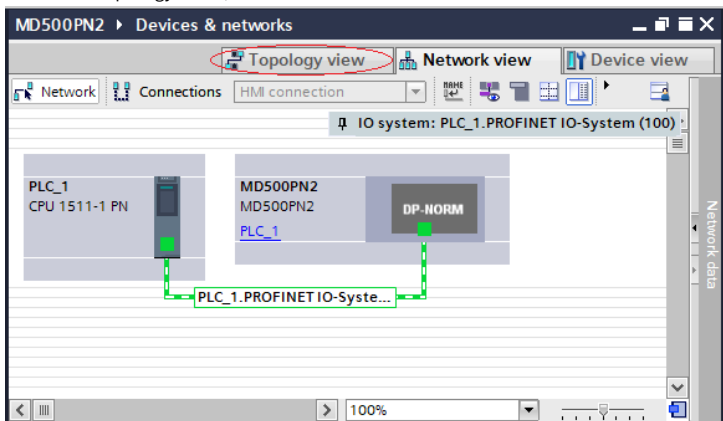 MD500PN2 ▸ Devices & networks
Topology view Network view Device view
Network Connections HMI connection
IO system: PLC_1.PROFINET IO-System (100)
PLC_1
CPU 1511-1 PN
MD500PN2
MD500PN2
PLC_1
DP-NORM
PLC_1.PROFINET IO-Syste...
Network data
100%